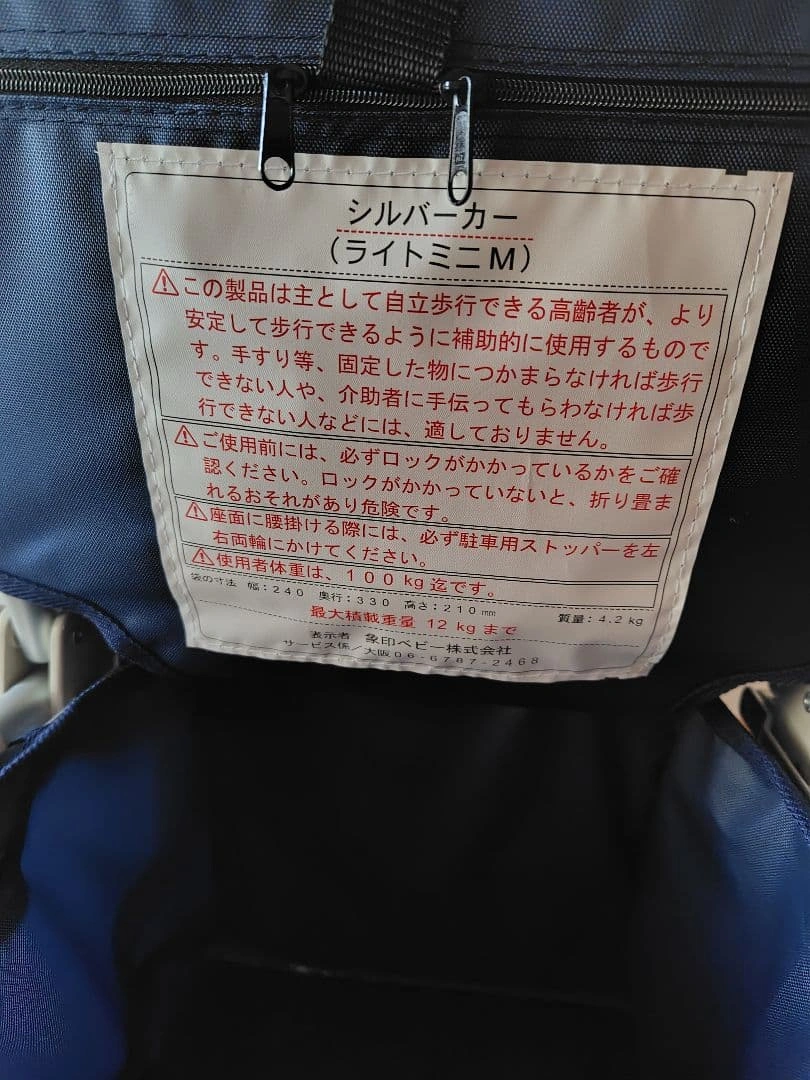 シルバーカー
（ライトミニM）
⚠この製品は主として自立歩行できる高齢者が、より
安定して歩行できるように補助的に使用するもので
す。手すり等、固定した物につかまらなければ歩行
できない人や、介助者に手伝ってもらわなければ歩
行できない人などには、適しておりません。
⚠ご使用前には、必ずロックがかかっているかをご確
認ください。ロックがかかっていないと、折り畳ま
れるおそれがあり危険です。
⚠座面に腰掛ける際には、必ず駐車用ストッパーを左
右両輪にかけてください。
⚠使用者体重は、100kg迄です。
袋の寸法 幅：240 奥行：330 高さ：210mm 質量：4.2kg
最大積載重量 12kgまで
表示者 象印ベビー株式会社
サービス係／大阪06-6787-2468